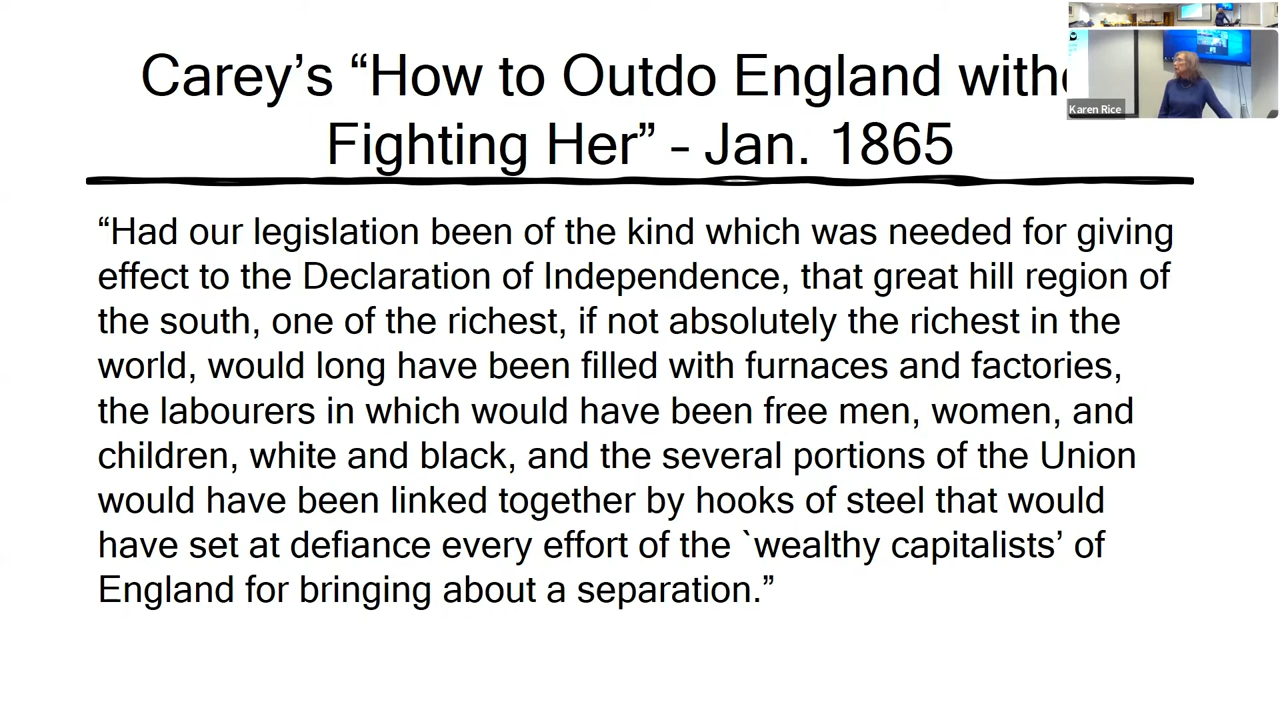 Carey’s “How to Outdo England
Fighting Her” – Jan. 1865
“Had our legislation been of the kind which was needed for giving
effect to the Declaration of Independence, that great hill region of
the south, one of the richest, if not absolutely the richest in the
world, would long have been filled with furnaces and factories,
the labourers in which would have been free men, women, and
children, white and black, and the several portions of the Union
would have been linked together by hooks of steel that would
have set at defiance every effort of the `wealthy capitalists’ of
England for bringing about a separation.”
Karen Rice